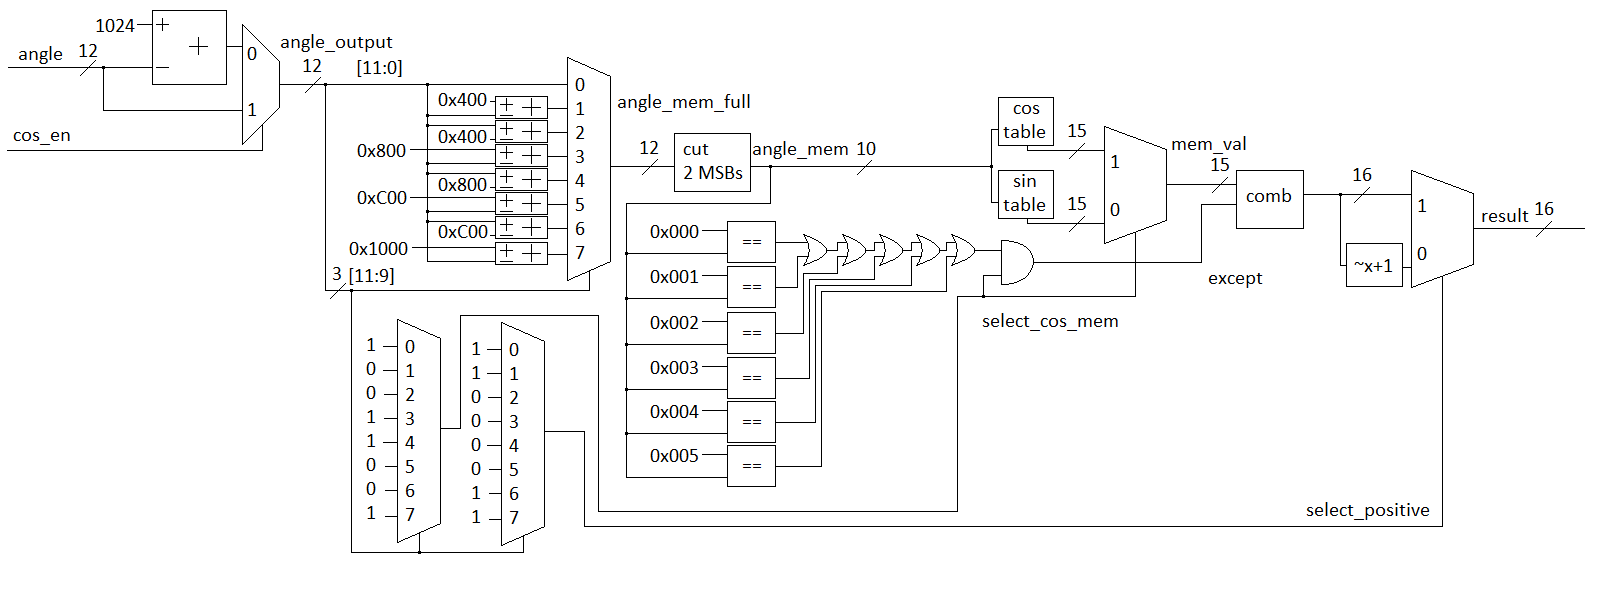 1024 + + −
angle 12
0
1
cos_en
angle_output
12 [11:0]
0x400
0x400
0x800
0x800
0xC00
0xC00
0x1000
+ − +
+ − +
+ − +
+ − +
+ − +
+ − +
+ − +
0
1
2
3
4
5
6
7
3 [11:9]
angle_mem_full
12
cut
2 MSBs
angle_mem 10
cos
table
15
sin
table
15
1
0
mem_val
15
comb
16
1
0
~x+1
result 16
0x000 ==
0x001 ==
0x002 ==
0x003 ==
0x004 ==
0x005 ==
except
select_cos_mem
select_positive
1 0
0 1
0 2
1 3
1 4
0 5
0 6
1 7
1 0
1 1
0 2
0 3
0 4
0 5
1 6
1 7